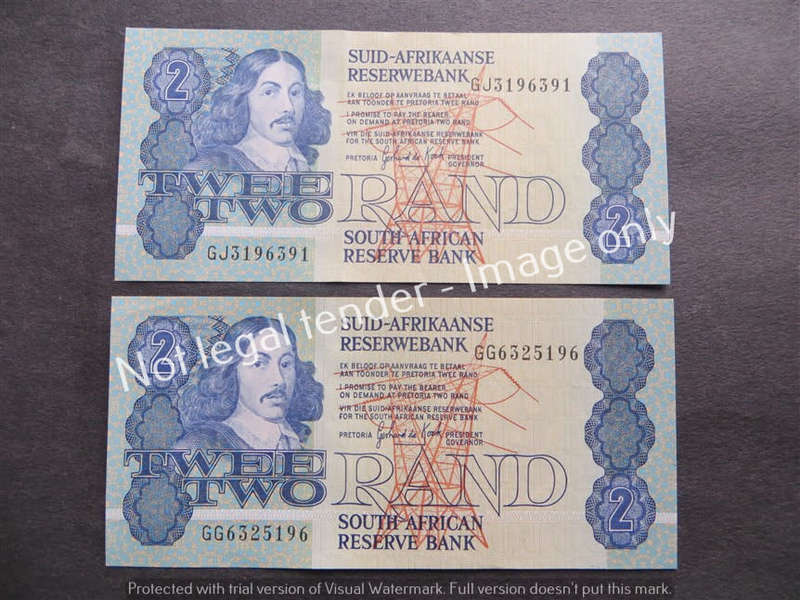 2
SUID-AFRIKAANSE
RESERWEBANK
GJ3196391
EK BELOOF OP AANVRAAG TE BETAAL
AAN TOONDER TE PRETORIA TWEE RAND
I PROMISE TO PAY THE BEARER
ON DEMAND AT PRETORIA TWO RAND
VIR DIE SUID-AFRIKAANSE RESERWEBANK
FOR THE SOUTH AFRICAN RESERVE BANK
PRETORIA Gerhard de Kock PRESIDENT
GOVERNOR
TWEE
TWO RAND
2
GJ3196391
SOUTH AFRICAN
RESERVE BANK
Not legal tender - Image only
2
SUID-AFRIKAANSE
RESERWEBANK
GG6325196
EK BELOOF OP AANVRAAG TE BETAAL
AAN TOONDER TE PRETORIA TWEE RAND
I PROMISE TO PAY THE BEARER
ON DEMAND AT PRETORIA TWO RAND
VIR DIE SUID-AFRIKAANSE RESERWEBANK
FOR THE SOUTH AFRICAN RESERVE BANK
PRETORIA Gerhard de Kock PRESIDENT
GOVERNOR
TWEE
TWO RAND
2
GG6325196
SOUTH AFRICAN
RESERVE BANK
Protected with trial version of Visual Watermark. Full version doesn't put this mark.